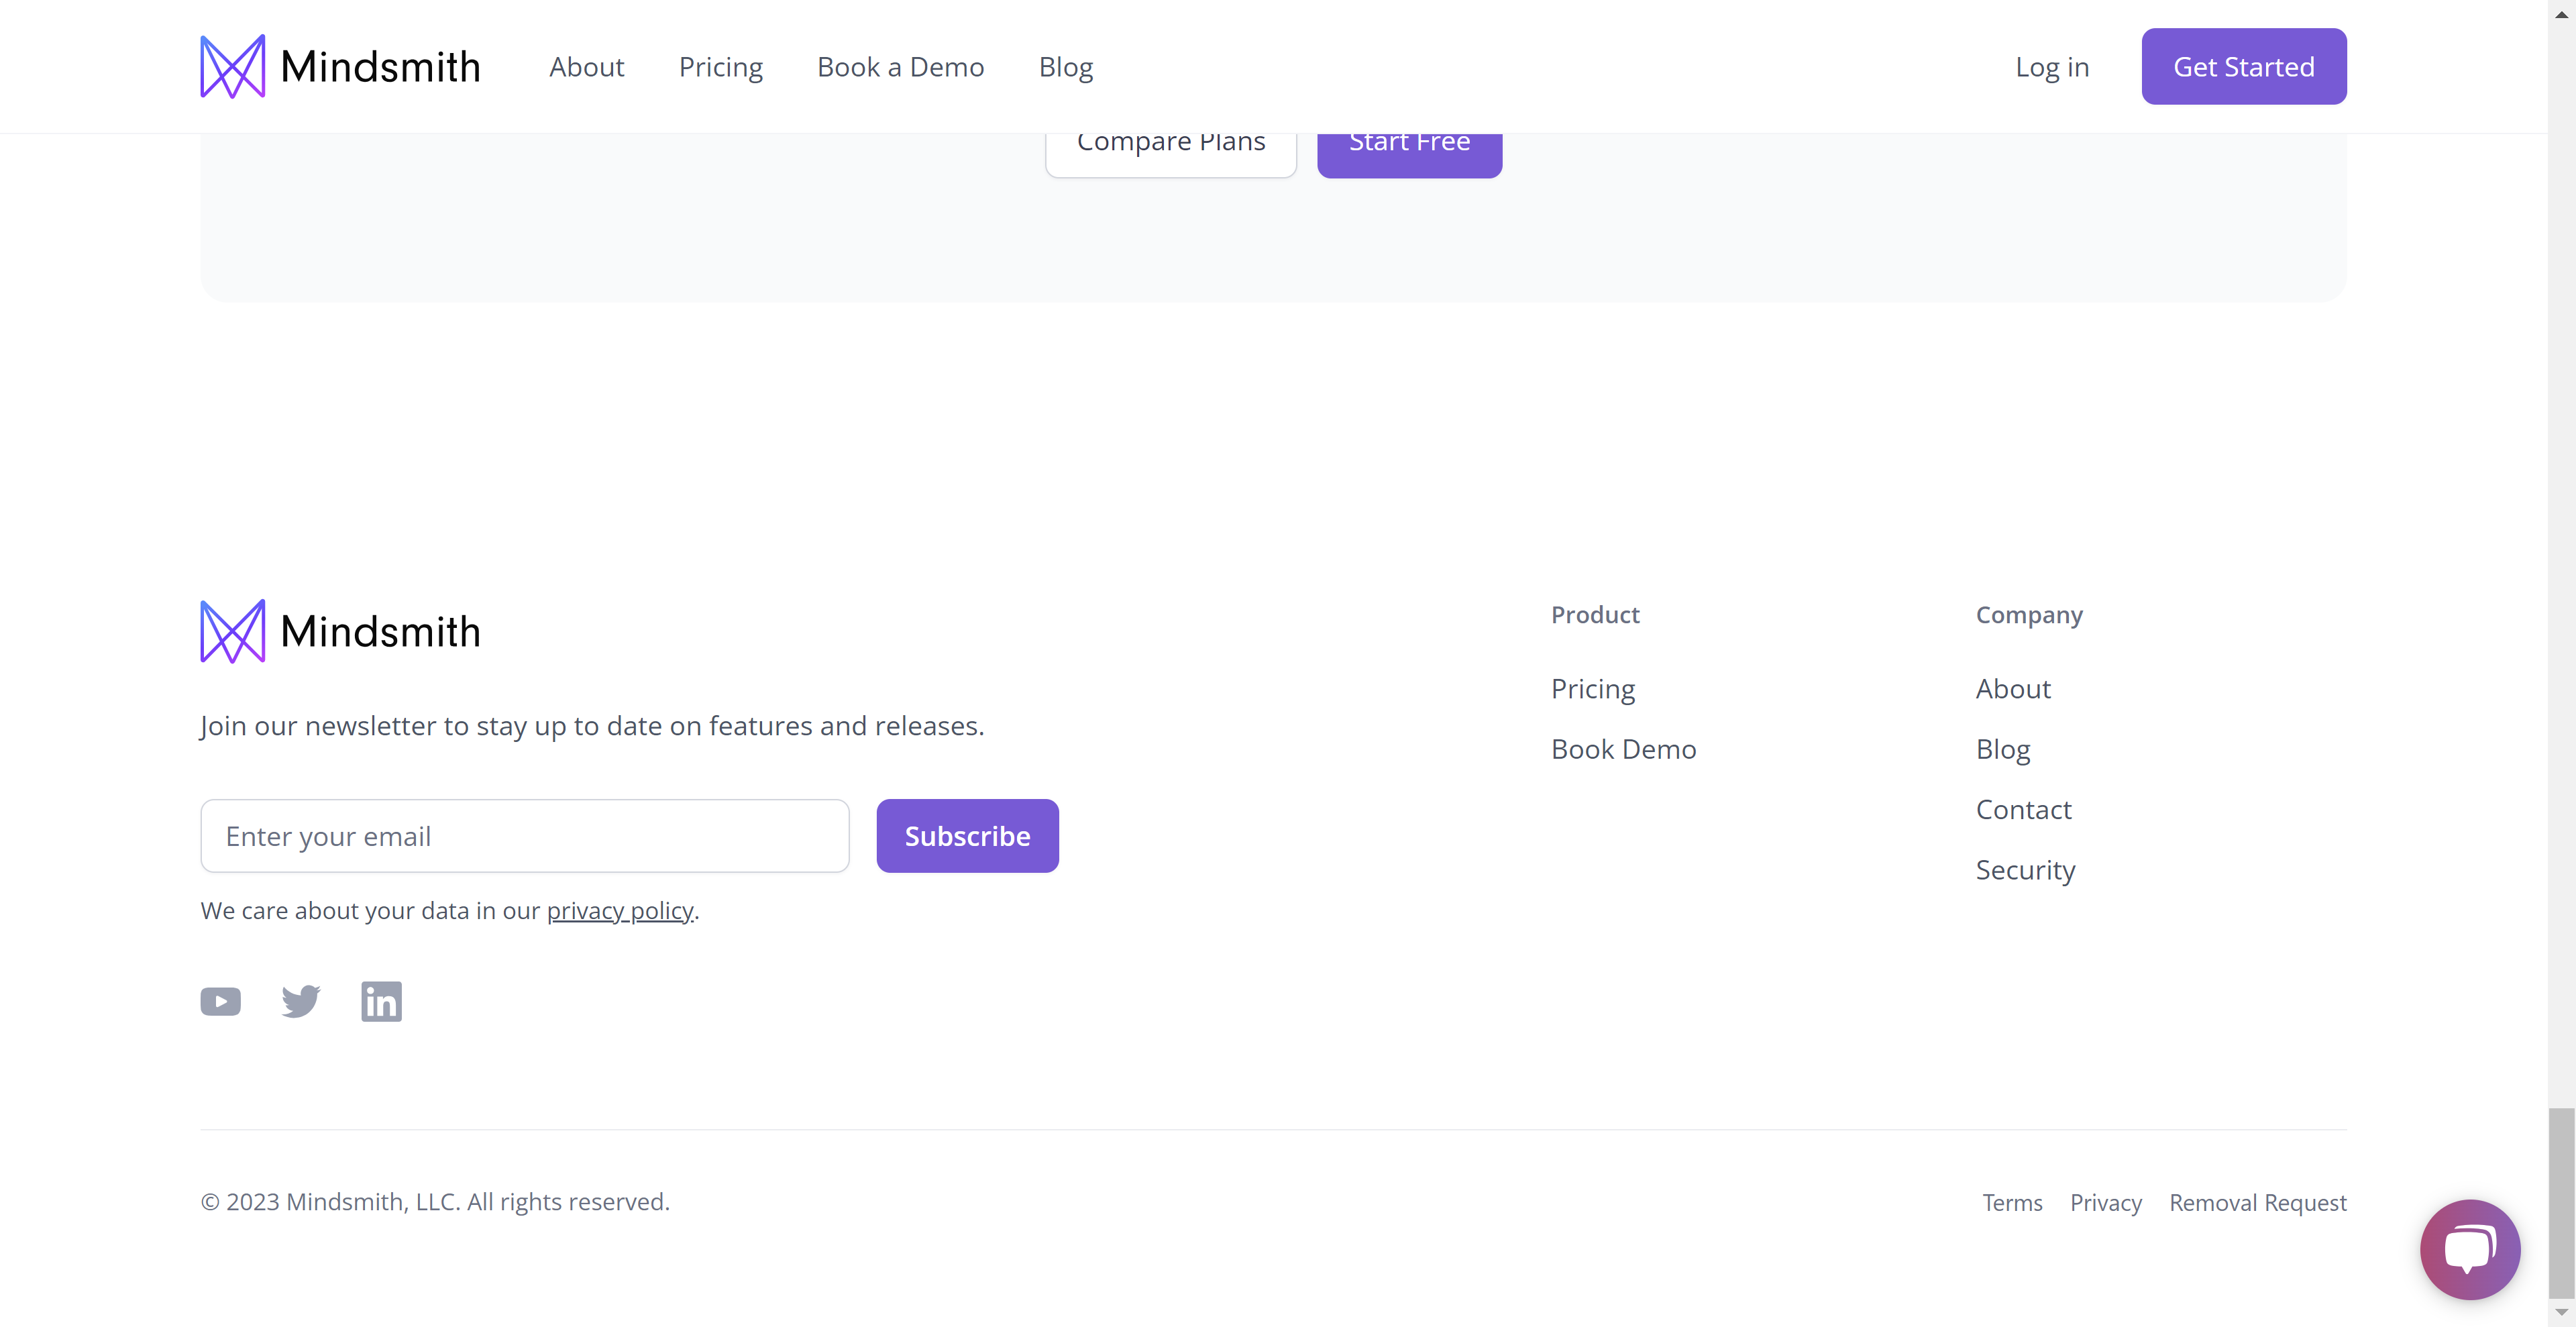 Mindsmith About Pricing Book a Demo Blog Log in Get Started
Compare Plans Start Free
Mindsmith
Join our newsletter to stay up to date on features and releases.
Enter your email Subscribe
We care about your data in our privacy policy.
in
Product
Pricing
Book Demo
Company
About
Blog
Contact
Security
© 2023 Mindsmith, LLC. All rights reserved.
Terms Privacy Removal Request